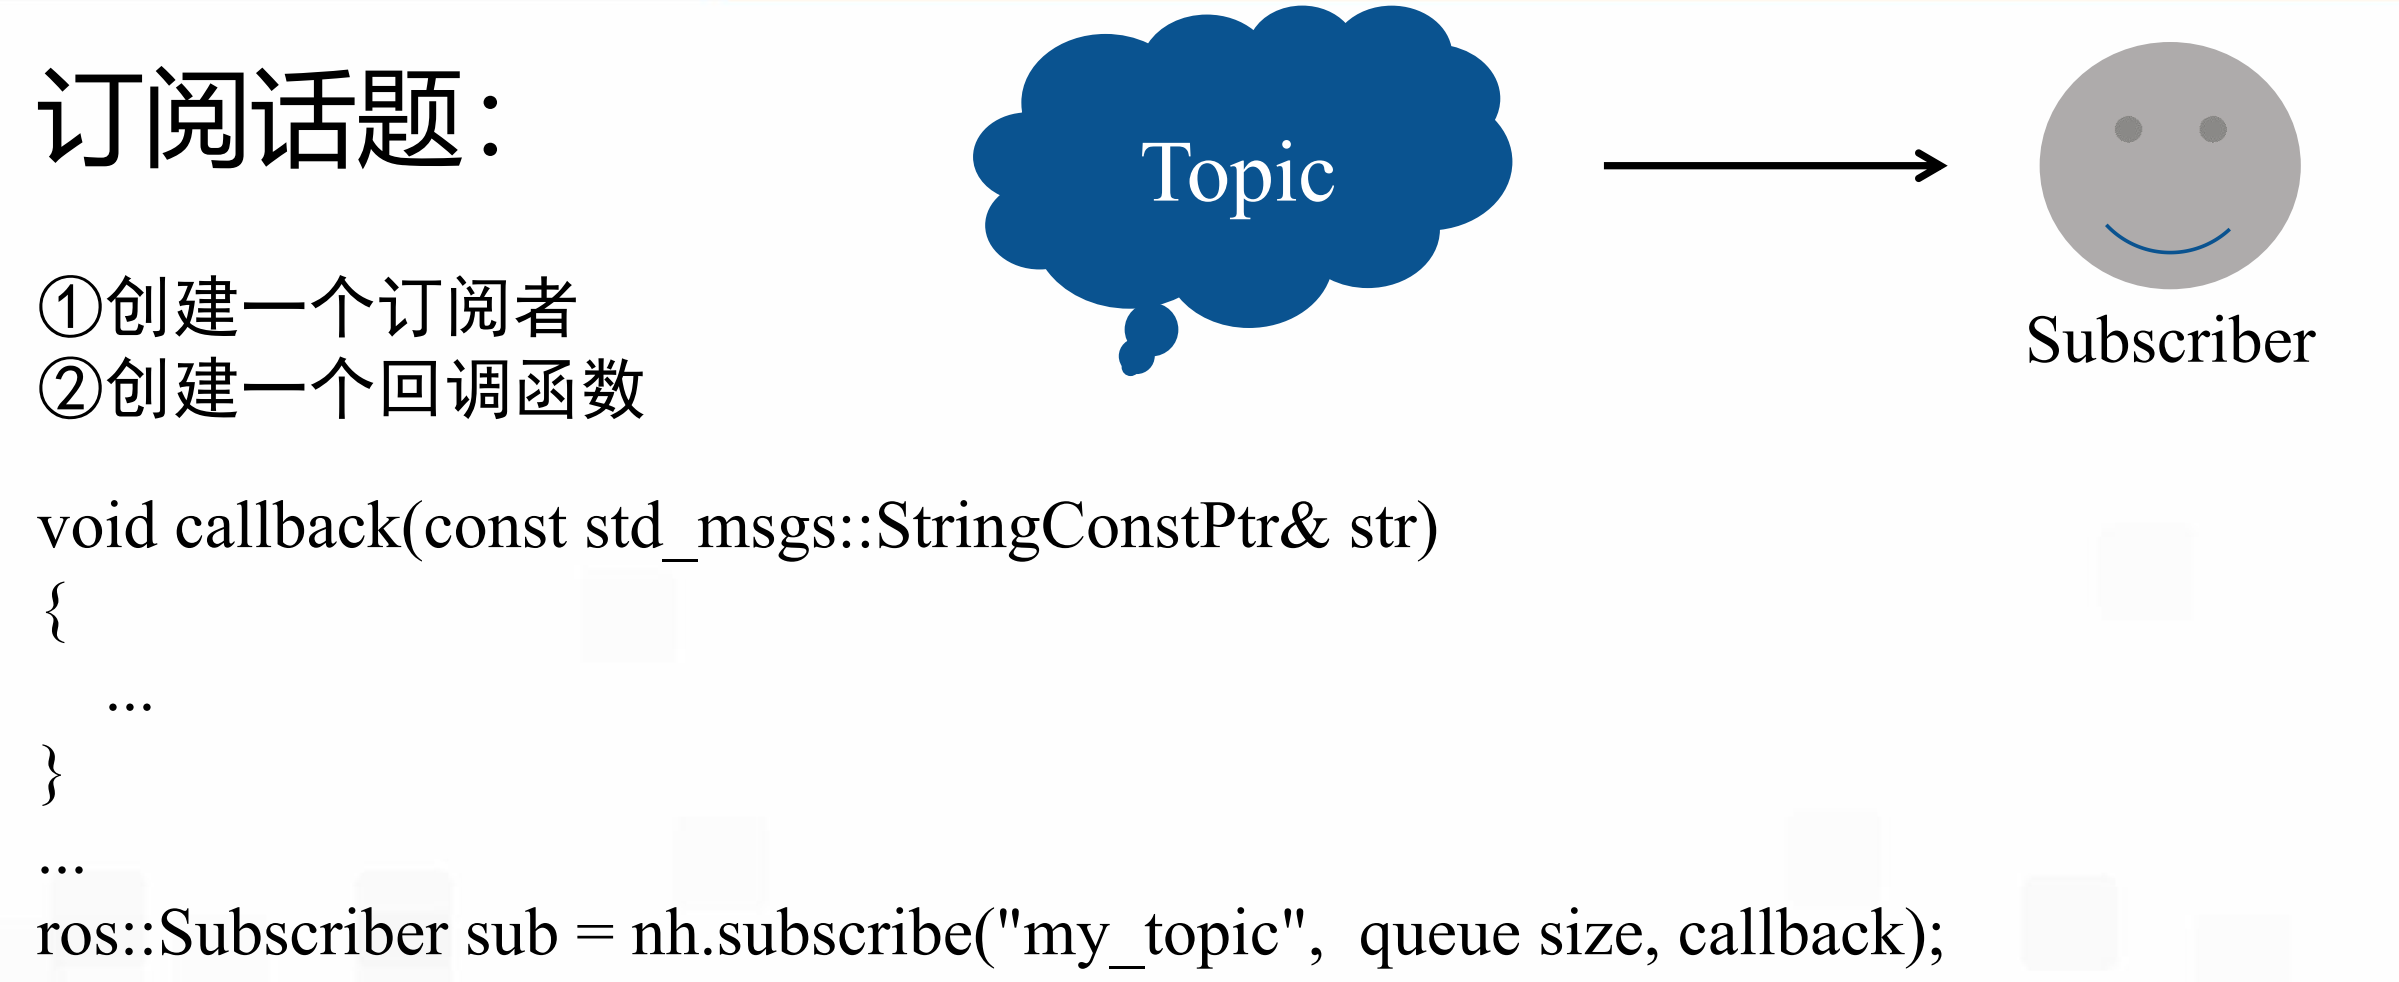 订阅话题：
Topic
Subscriber
①创建一个订阅者
②创建一个回调函数
void callback(const std_msgs::StringConstPtr& str)
{
...
}
...
ros::Subscriber sub = nh.subscribe("my_topic",  queue size, callback);